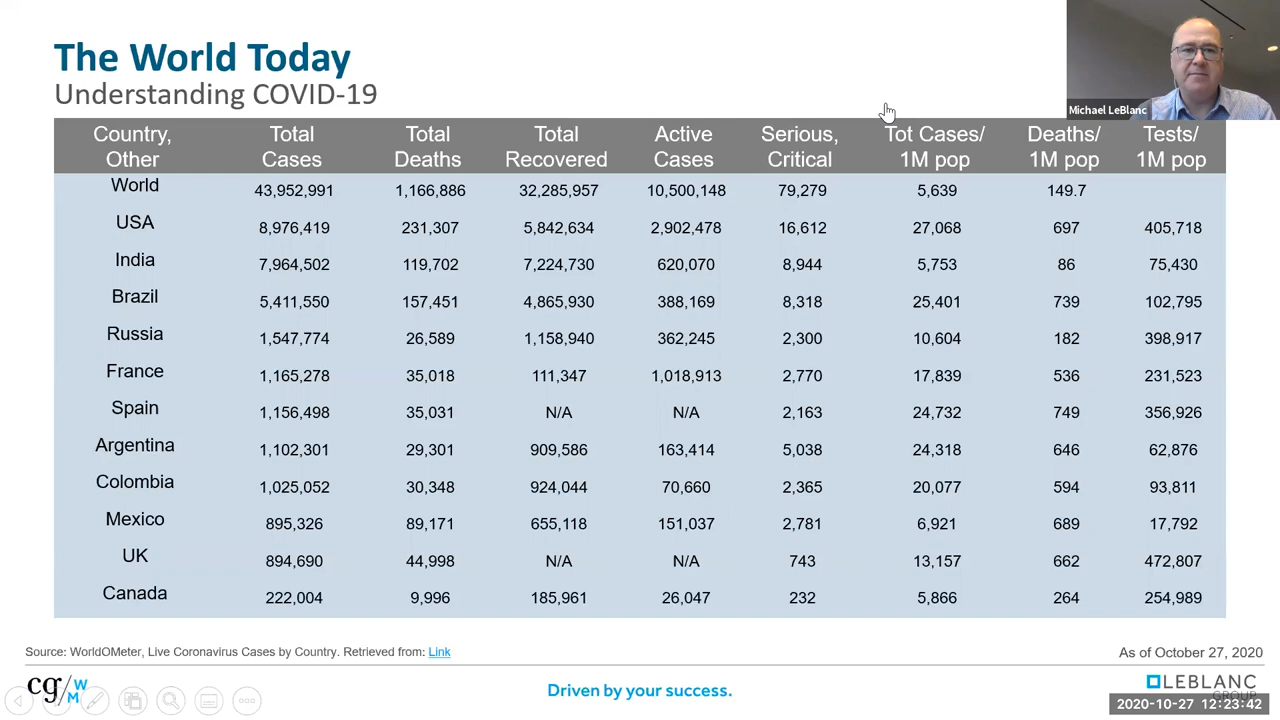 The World Today
Understanding COVID-19
Michael LeBlanc
Country, Other Total Cases Total Deaths Total Recovered Active Cases Serious, Critical Tot Cases/ 1M pop Deaths/ 1M pop Tests/ 1M pop
World 43,952,991 1,166,886 32,285,957 10,500,148 79,279 5,639 149.7
USA 8,976,419 231,307 5,842,634 2,902,478 16,612 27,068 697 405,718
India 7,964,502 119,702 7,224,730 620,070 8,944 5,753 86 75,430
Brazil 5,411,550 157,451 4,865,930 388,169 8,318 25,401 739 102,795
Russia 1,547,774 26,589 1,158,940 362,245 2,300 10,604 182 398,917
France 1,165,278 35,018 111,347 1,018,913 2,770 17,839 536 231,523
Spain 1,156,498 35,031 N/A N/A 2,163 24,732 749 356,926
Argentina 1,102,301 29,301 909,586 163,414 5,038 24,318 646 62,876
Colombia 1,025,052 30,348 924,044 70,660 2,365 20,077 594 93,811
Mexico 895,326 89,171 655,118 151,037 2,781 6,921 689 17,792
UK 894,690 44,998 N/A N/A 743 13,157 662 472,807
Canada 222,004 9,996 185,961 26,047 232 5,866 264 254,989
Source: WorldOMeter, Live Coronavirus Cases by Country. Retrieved from: Link
As of October 27, 2020
cg/WM
Driven by your success.
LEBLANC
GROUP
2020-10-27 12:23:42